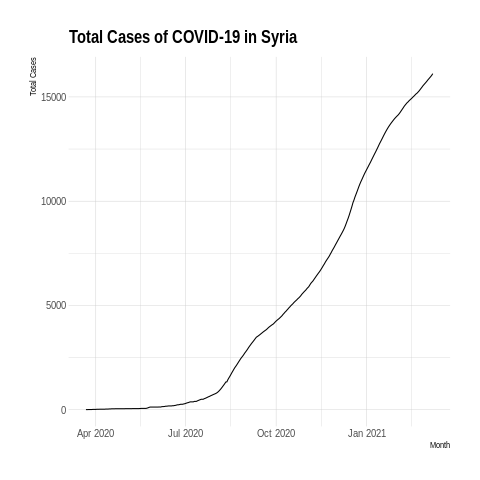 Total Cases of COVID-19 in Syria
Total Cases
15000
10000
5000
0
Apr 2020 Jul 2020 Oct 2020 Jan 2021
Month